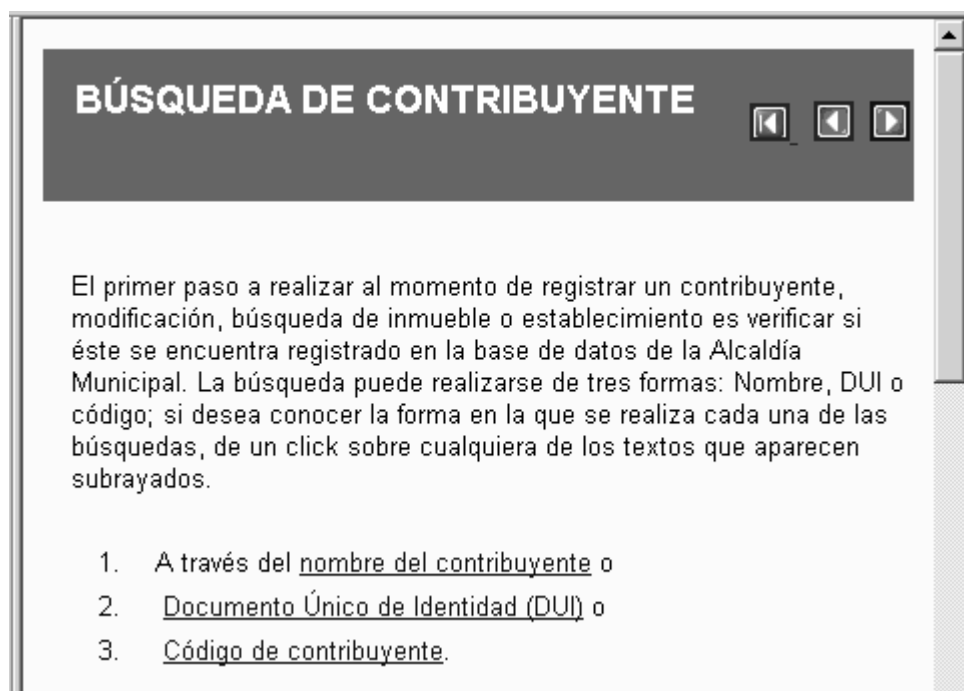 BÚSQUEDA DE CONTRIBUYENTE
El primer paso a realizar al momento de registrar un contribuyente,
modificación, búsqueda de inmueble o establecimiento es verificar si
éste se encuentra registrado en la base de datos de la Alcaldía
Municipal. La búsqueda puede realizarse de tres formas: Nombre, DUI o
código; si desea conocer la forma en la que se realiza cada una de las
búsquedas, de un click sobre cualquiera de los textos que aparecen
subrayados.
1. A través del nombre del contribuyente o
2. Documento Único de Identidad (DUI) o
3. Código de contribuyente.